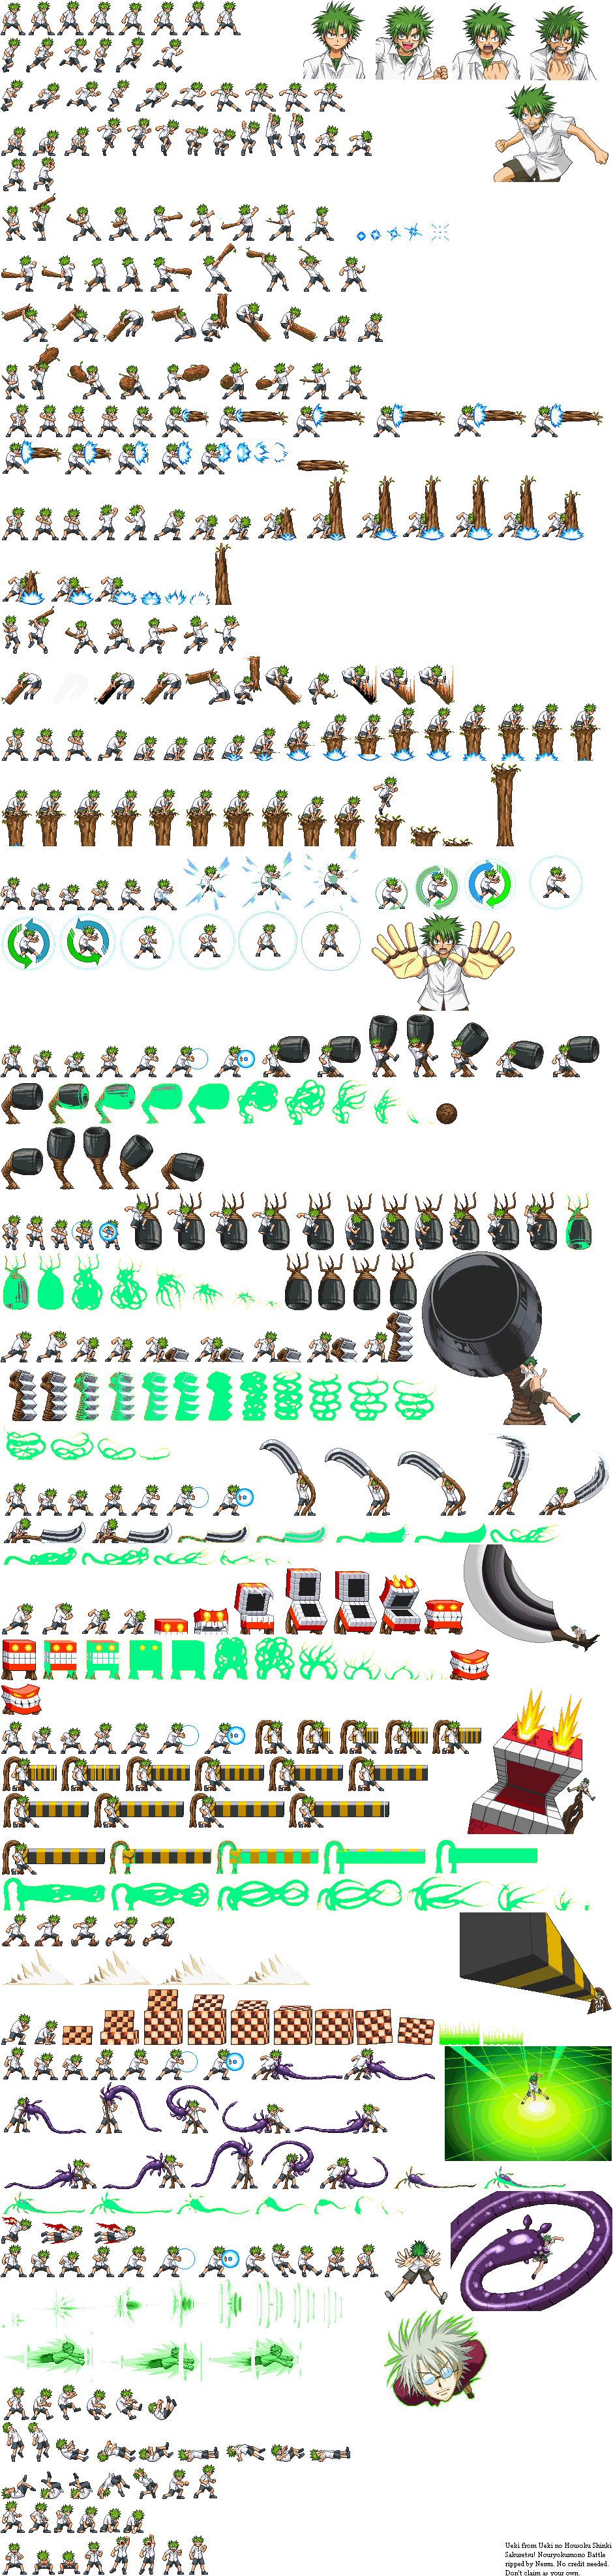 Ueki from Ueki no Housoku Shinki
Sakuretsu! Nouryokumono Battle
ripped by Nemu. No credit needed.
Don't claim as your own.